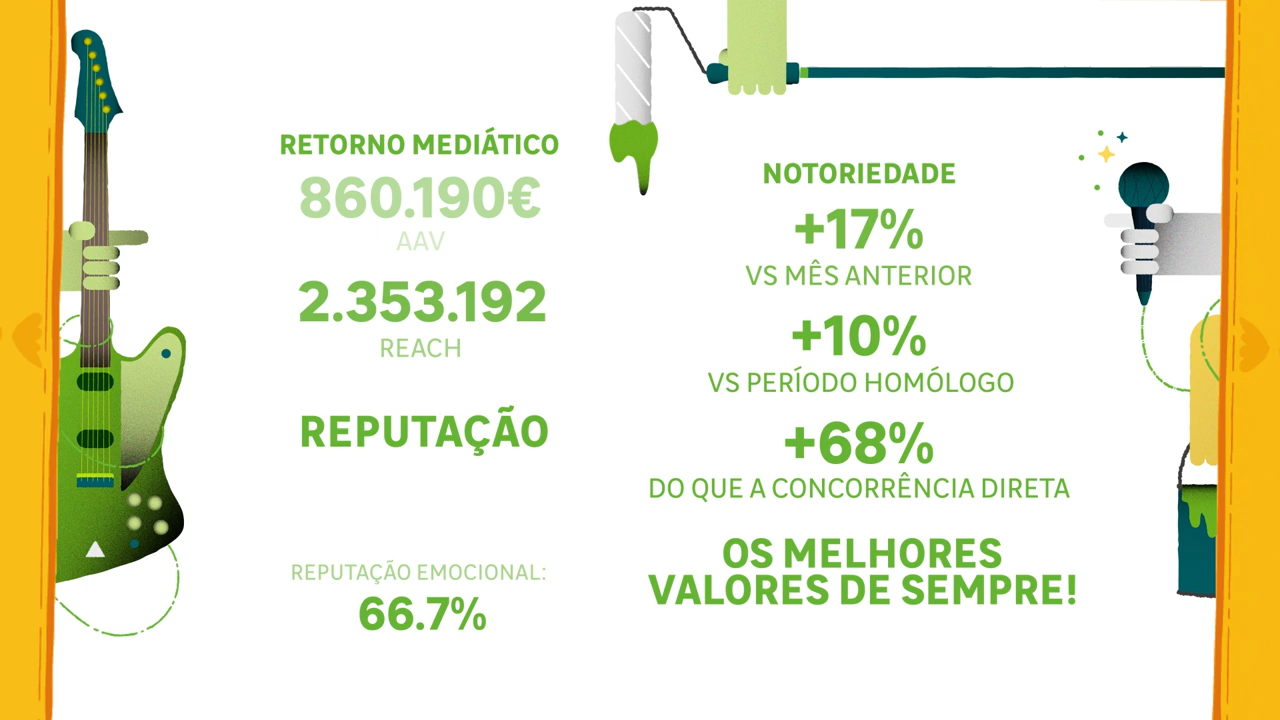 RETORNO MEDIÁTICO
860.190€
AAV
2.353.192
REACH
REPUTAÇÃO
REPUTAÇÃO EMOCIONAL:
66.7%
NOTORIEDADE
+17%
VS MÊS ANTERIOR
+10%
VS PERÍODO HOMÓLOGO
+68%
DO QUE A CONCORRÊNCIA DIRETA
OS MELHORES
VALORES DE SEMPRE!